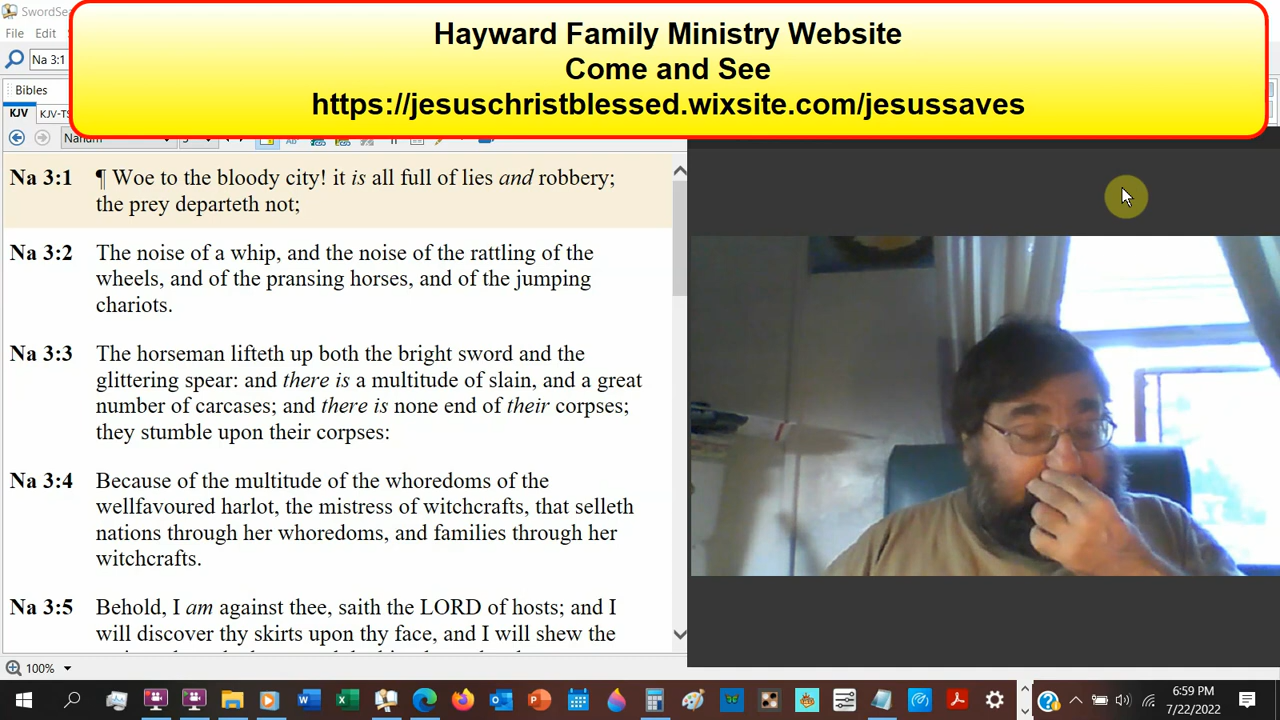 SwordSe
Hayward Family Ministry Website
Come and See
https://jesuschristblessed.wixsite.com/jesussaves
File Edit
Na 3:1
Bibles
KJV KJV-TS
Nahum
Na 3:1 ¶ Woe to the bloody city! it is all full of lies and robbery;
the prey departeth not;
Na 3:2 The noise of a whip, and the noise of the rattling of the
wheels, and of the pransing horses, and of the jumping
chariots.
Na 3:3 The horseman lifteth up both the bright sword and the
glittering spear: and there is a multitude of slain, and a great
number of carcases; and there is none end of their corpses;
they stumble upon their corpses:
Na 3:4 Because of the multitude of the whoredoms of the
wellfavoured harlot, the mistress of witchcrafts, that selleth
nations through her whoredoms, and families through her
witchcrafts.
Na 3:5 Behold, I am against thee, saith the LORD of hosts; and I
will discover thy skirts upon thy face, and I will shew the
100%
6:59 PM
7/22/2022